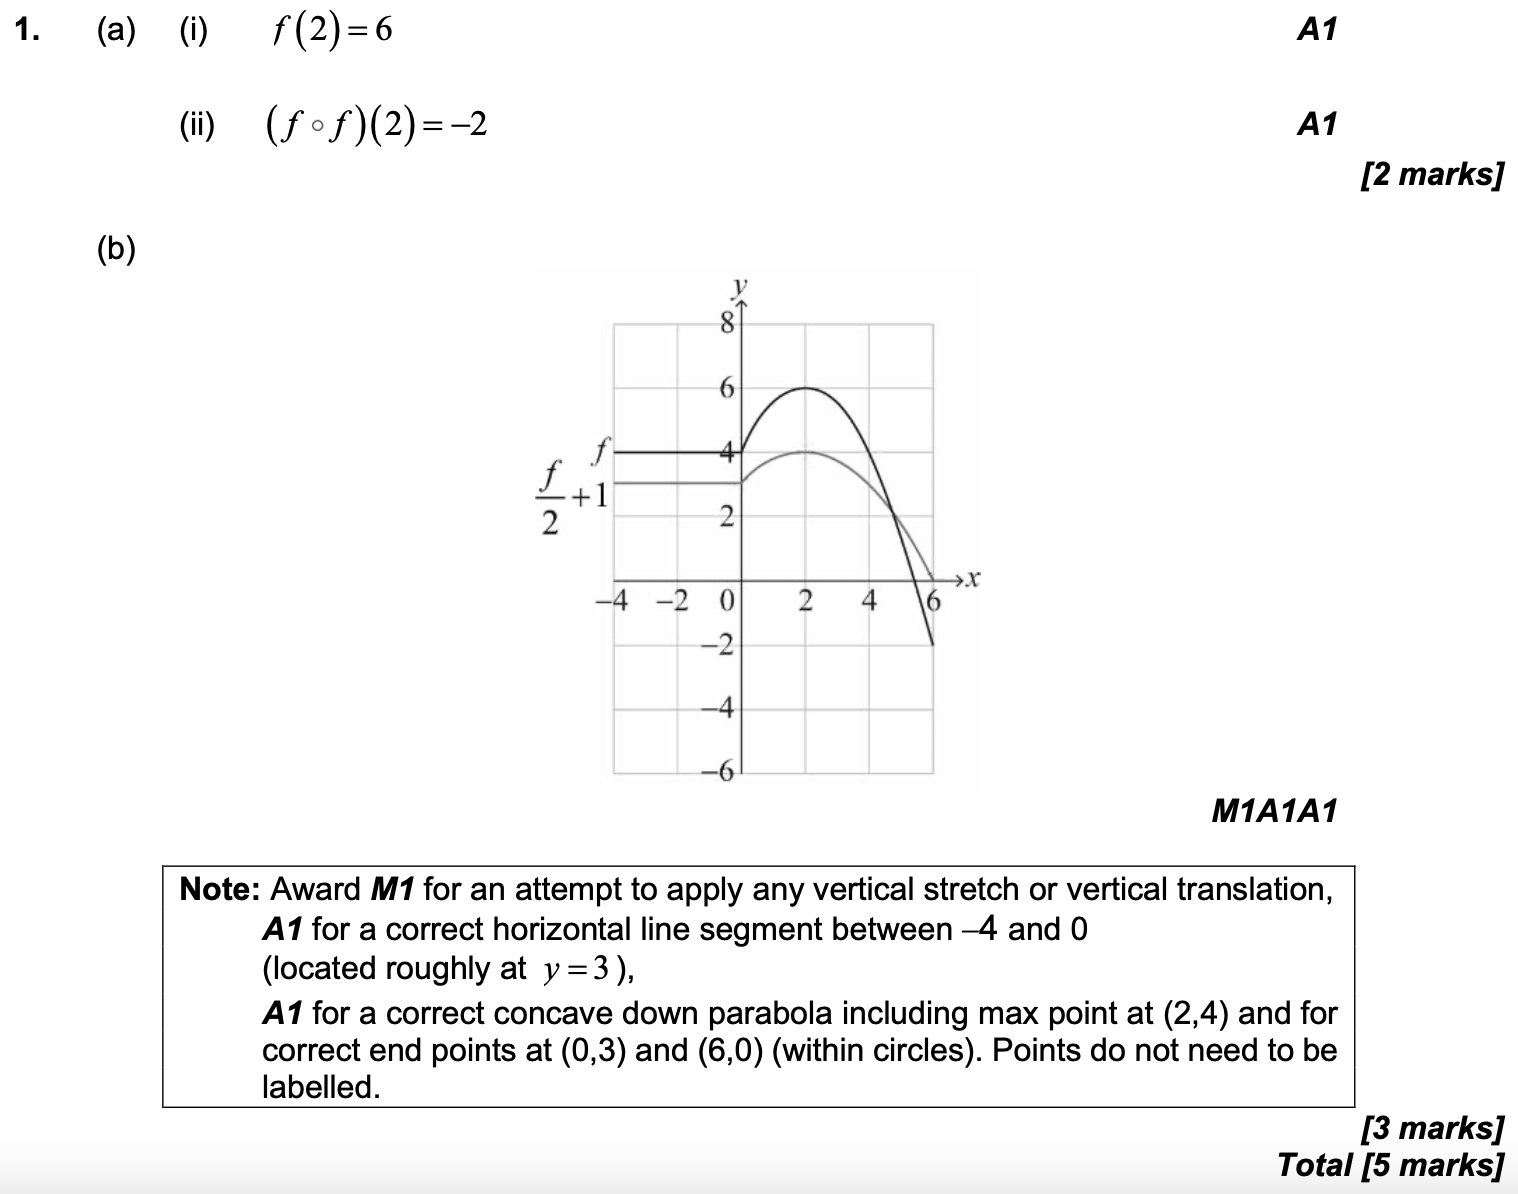 1. (a) (i) f(2)=6 A1
(ii) (f∘f)(2)=−2 A1
[2 marks]
(b)
y
8
6
f 4
f/2 +1
2
x
−4 −2 0 2 4 6
−2
−4
−6
M1A1A1
Note: Award M1 for an attempt to apply any vertical stretch or vertical translation,
A1 for a correct horizontal line segment between –4 and 0
(located roughly at y=3),
A1 for a correct concave down parabola including max point at (2,4) and for
correct end points at (0,3) and (6,0) (within circles). Points do not need to be
labelled.
[3 marks]
Total [5 marks]